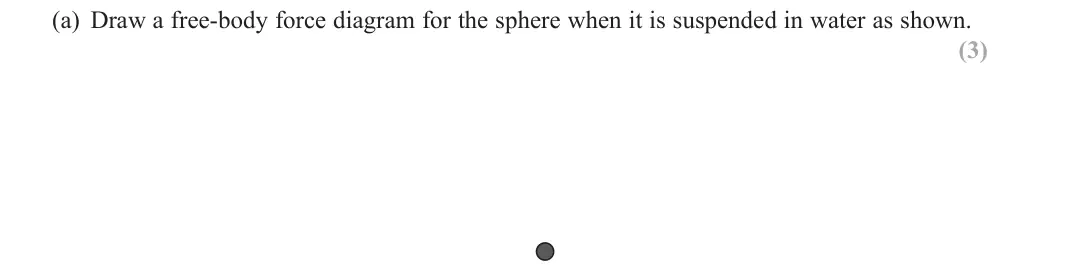 (a) Draw a free-body force diagram for the sphere when it is suspended in water as shown.
(3)